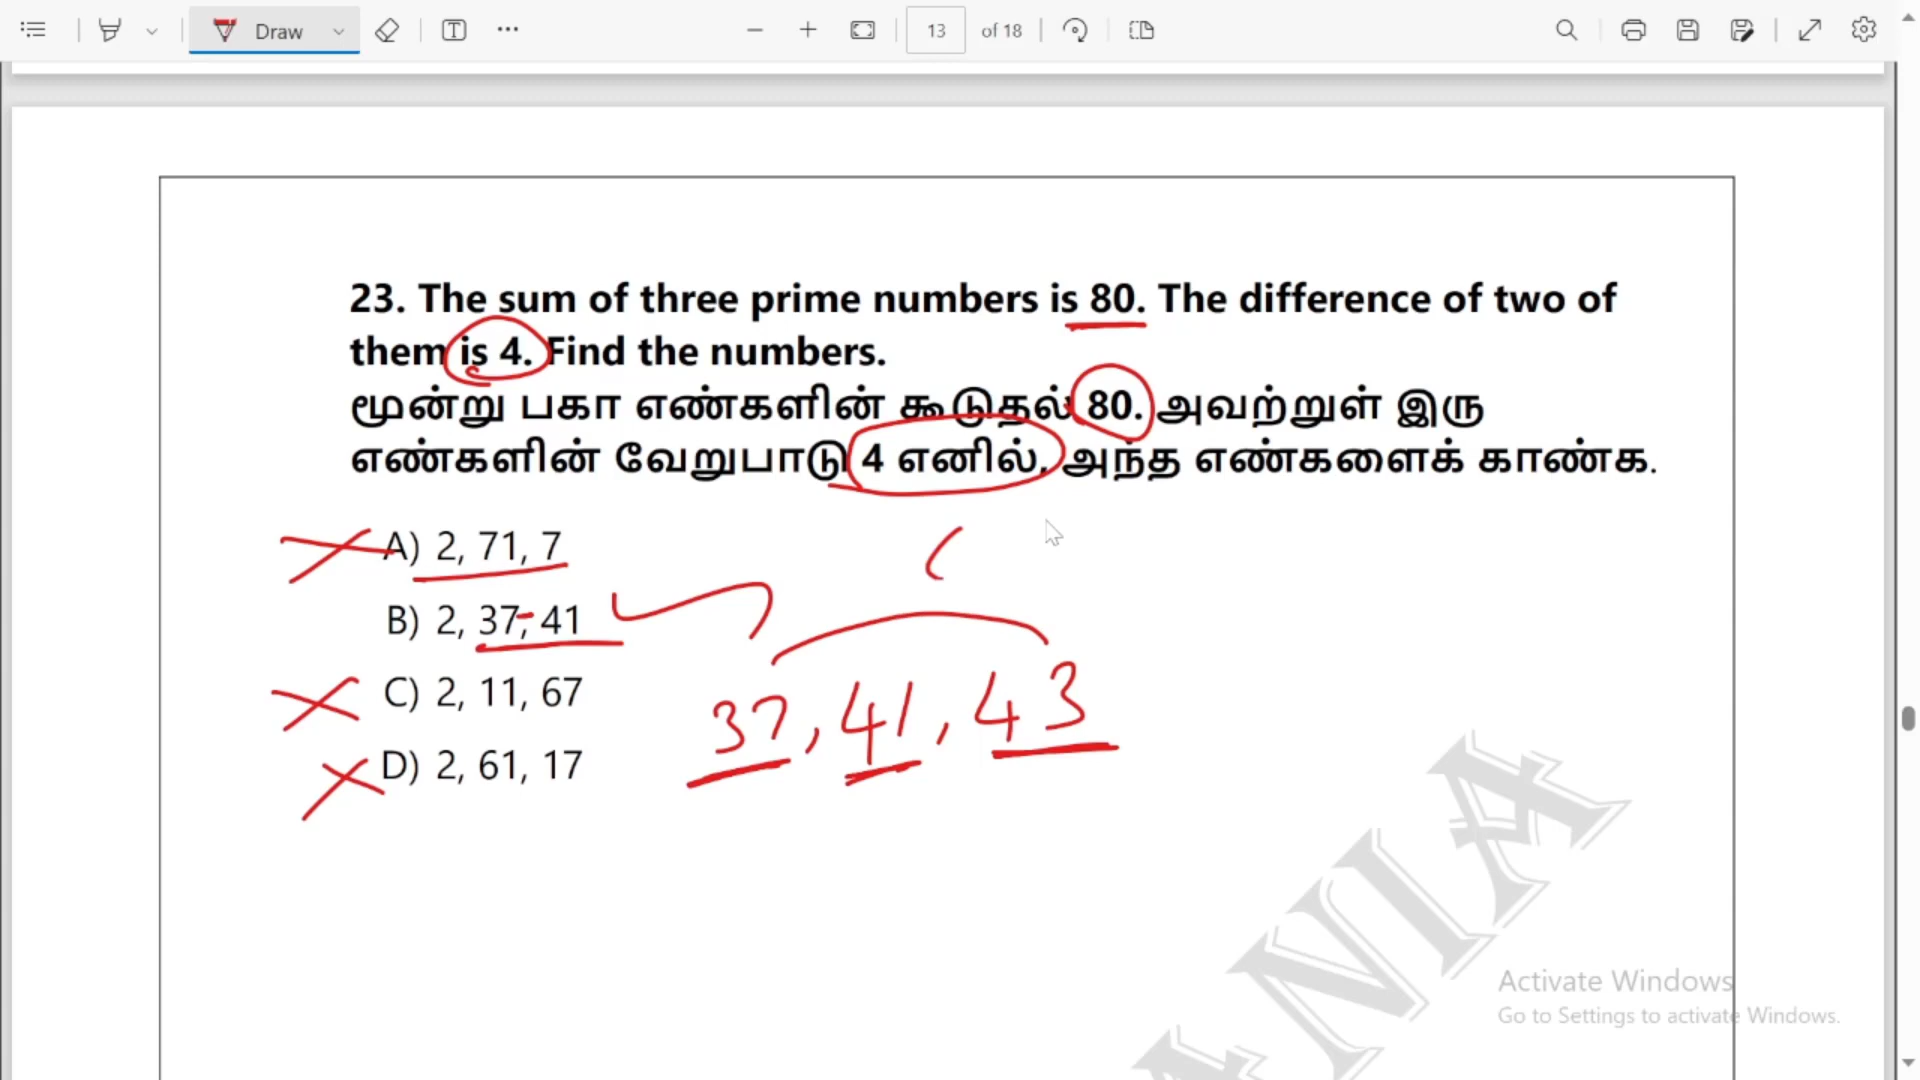 Draw
13 of 18
23. The sum of three prime numbers is 80. The difference of two of
them is 4. Find the numbers.
மூன்று பகா எண்களின் கூடுதல் 80. அவற்றுள் இரு
எண்களின் வேறுபாடு 4 எனில், அந்த எண்களைக் காண்க.
A) 2, 71, 7
B) 2, 37, 41
C) 2, 11, 67
D) 2, 61, 17
37, 41, 43
Activate Windows
Go to Settings to activate Windows.